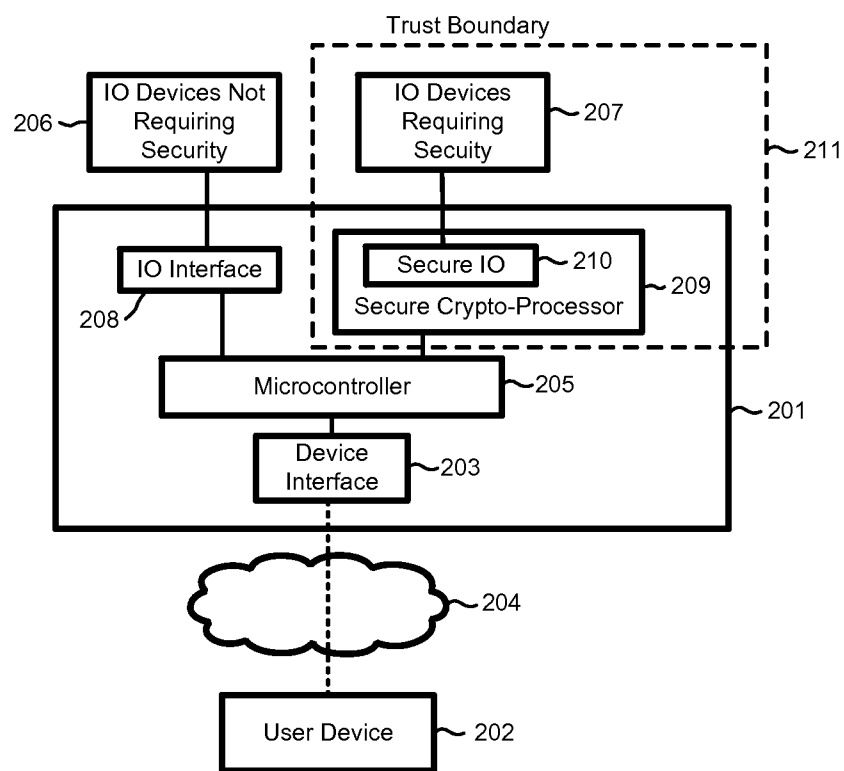 Trust Boundary
IO Devices Not
Requiring
Security
206
IO Devices
Requiring
Secuity
207
211
IO Interface
208
Secure IO
210
Secure Crypto-Processor
209
Microcontroller
205
201
Device
Interface
203
204
User Device
202